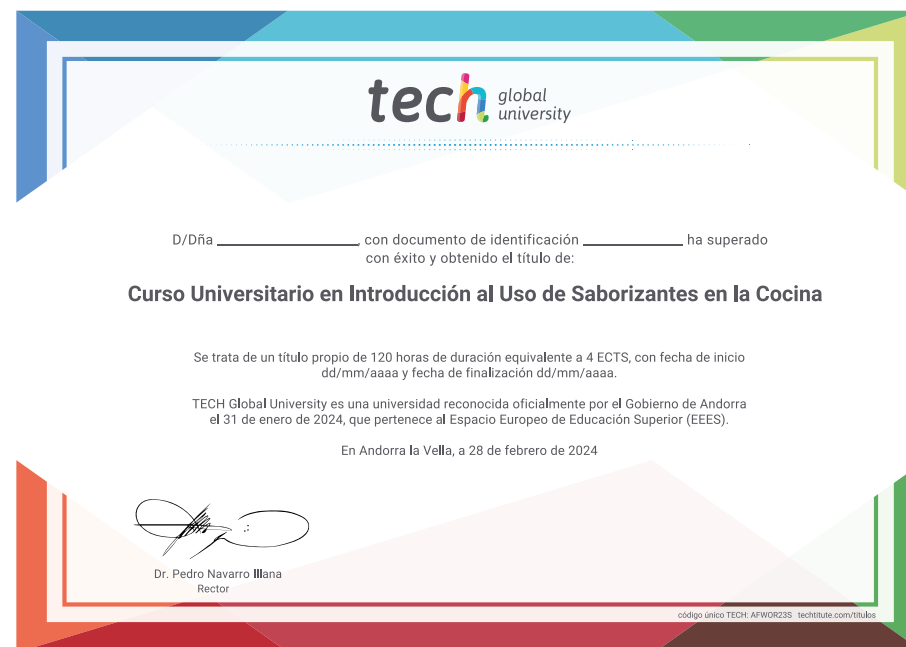 tech global university
D/Dña ____________________, con documento de identificación ______________ ha superado
con éxito y obtenido el título de:
Curso Universitario en Introducción al Uso de Saborizantes en la Cocina
Se trata de un título propio de 120 horas de duración equivalente a 4 ECTS, con fecha de inicio
dd/mm/aaaa y fecha de finalización dd/mm/aaaa.
TECH Global University es una universidad reconocida oficialmente por el Gobierno de Andorra
el 31 de enero de 2024, que pertenece al Espacio Europeo de Educación Superior (EEES).
En Andorra la Vella, a 28 de febrero de 2024
Dr. Pedro Navarro Illana
Rector
código único TECH: AFWOR23S techtitute.com/titulos